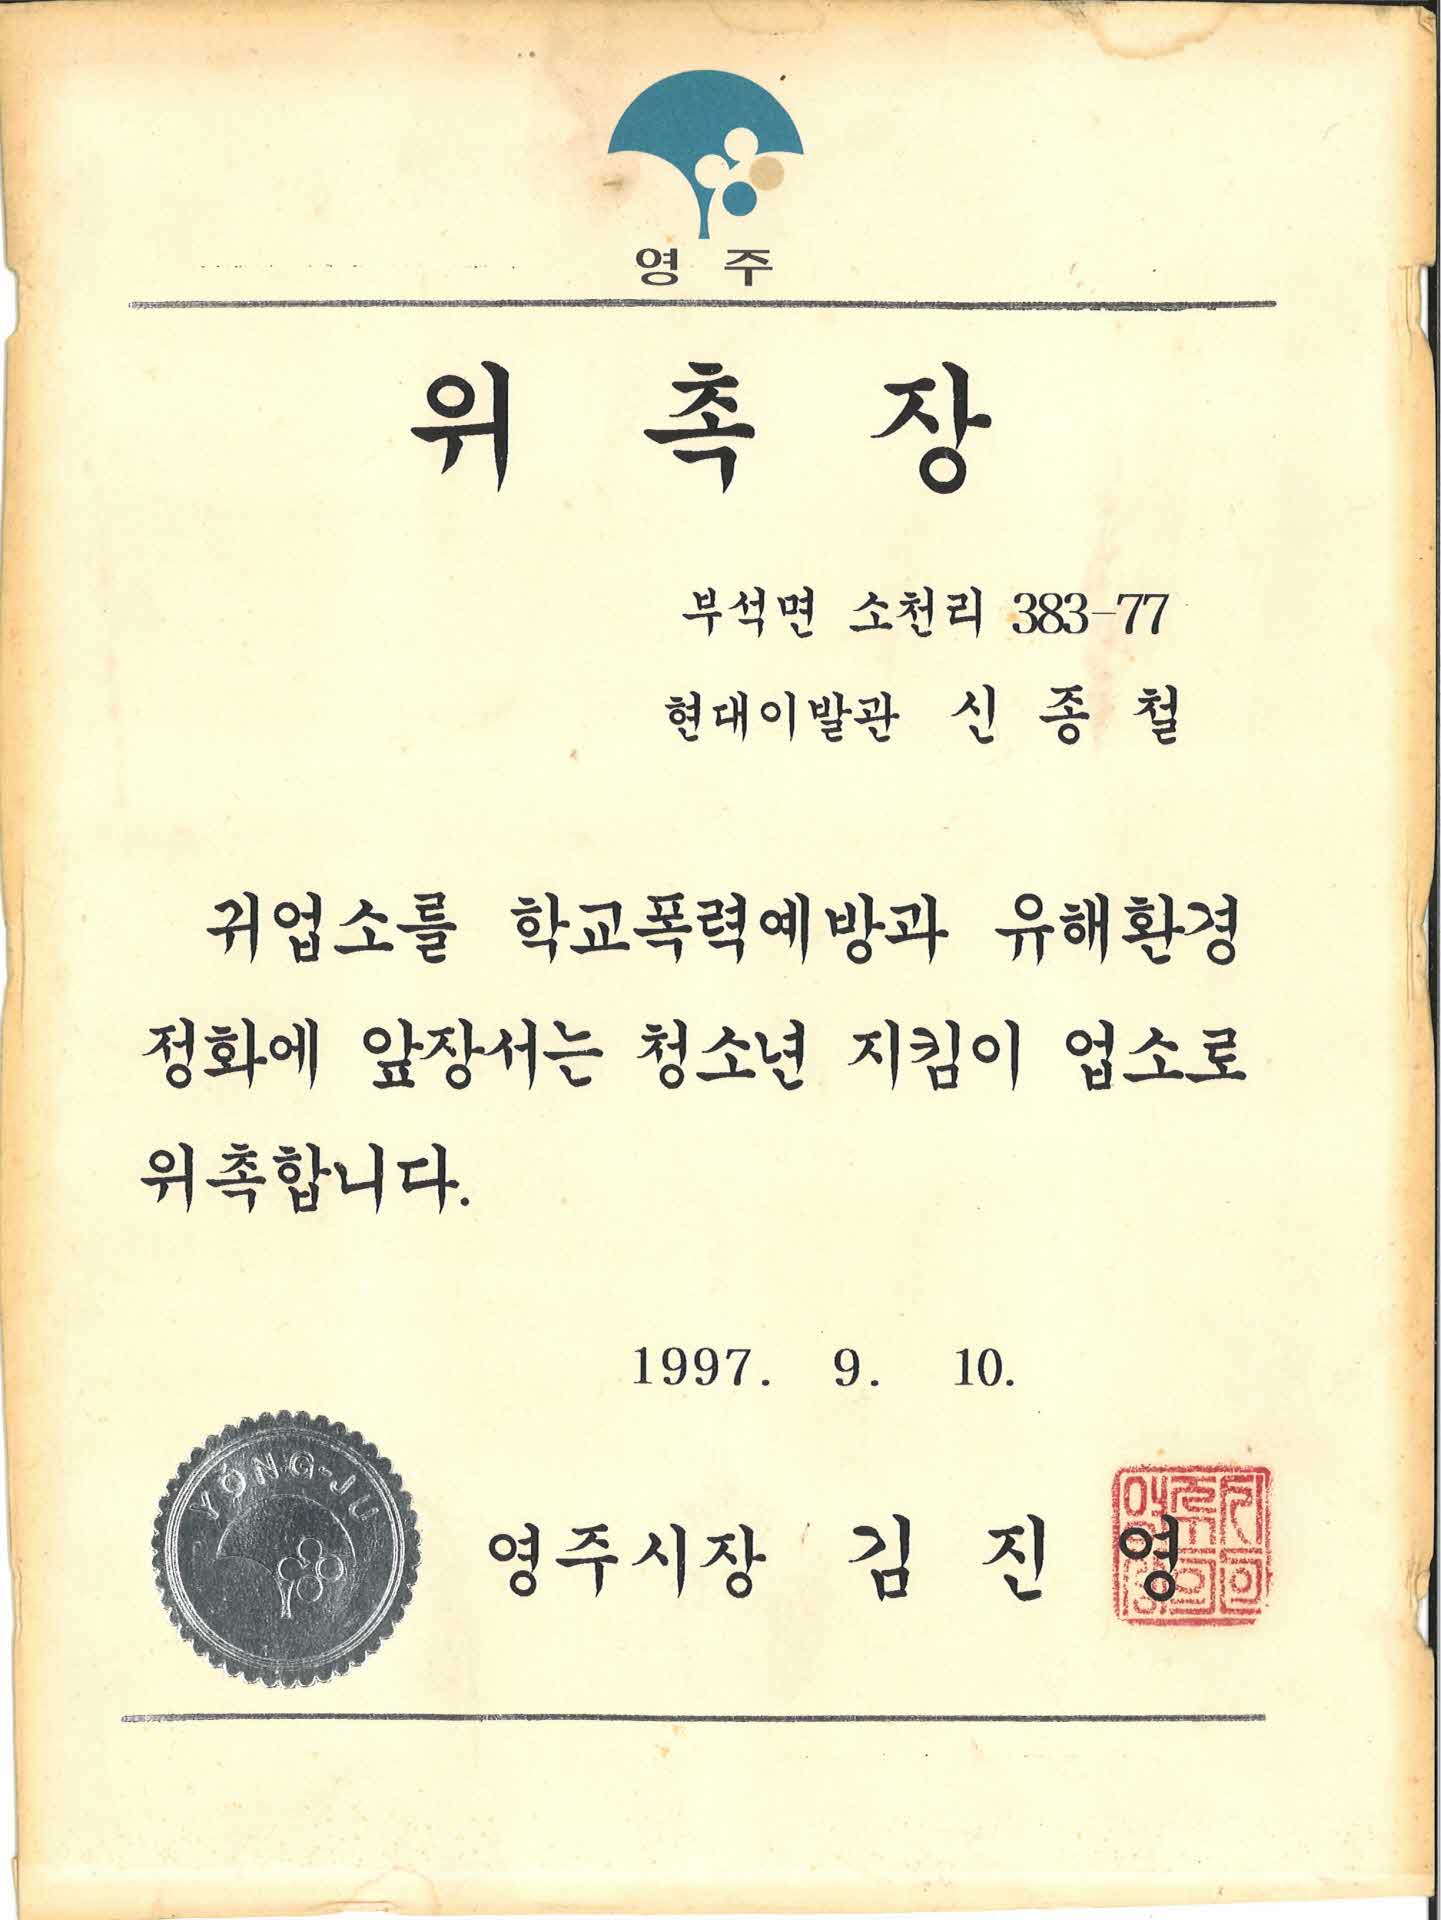 영 주
위 촉 장
부석면 소천리 383-77
현대이발관 신 종 철
귀업소를 학교폭력예방과 유해환경
정화에 앞장서는 청소년 지킴이 업소로
위촉합니다.
1997. 9. 10.
YONG-JU
영주시장 김 진 영